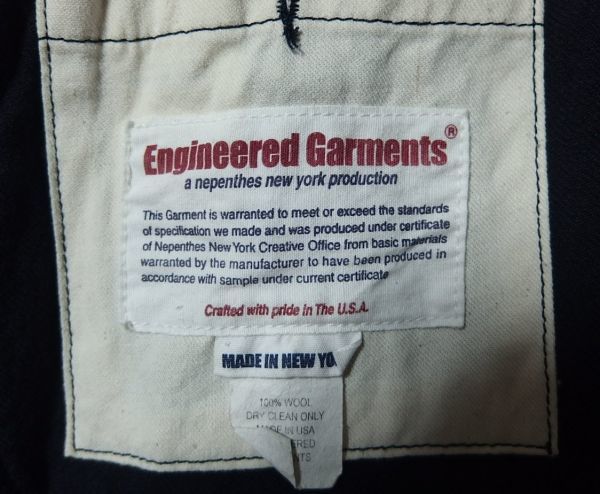 Engineered Garments®
a nepenthes new york production
This Garment is warranted to meet or exceed the standards
of specification we made and was produced under certificate
of Nepenthes New York Creative Office from basic materials
warranted by the manufacturer to have been produced in
accordance with sample under current certificate
Crafted with pride in The U.S.A.
MADE IN NEW YO
100% WOOL
DRY CLEAN ONLY
MADE IN USA